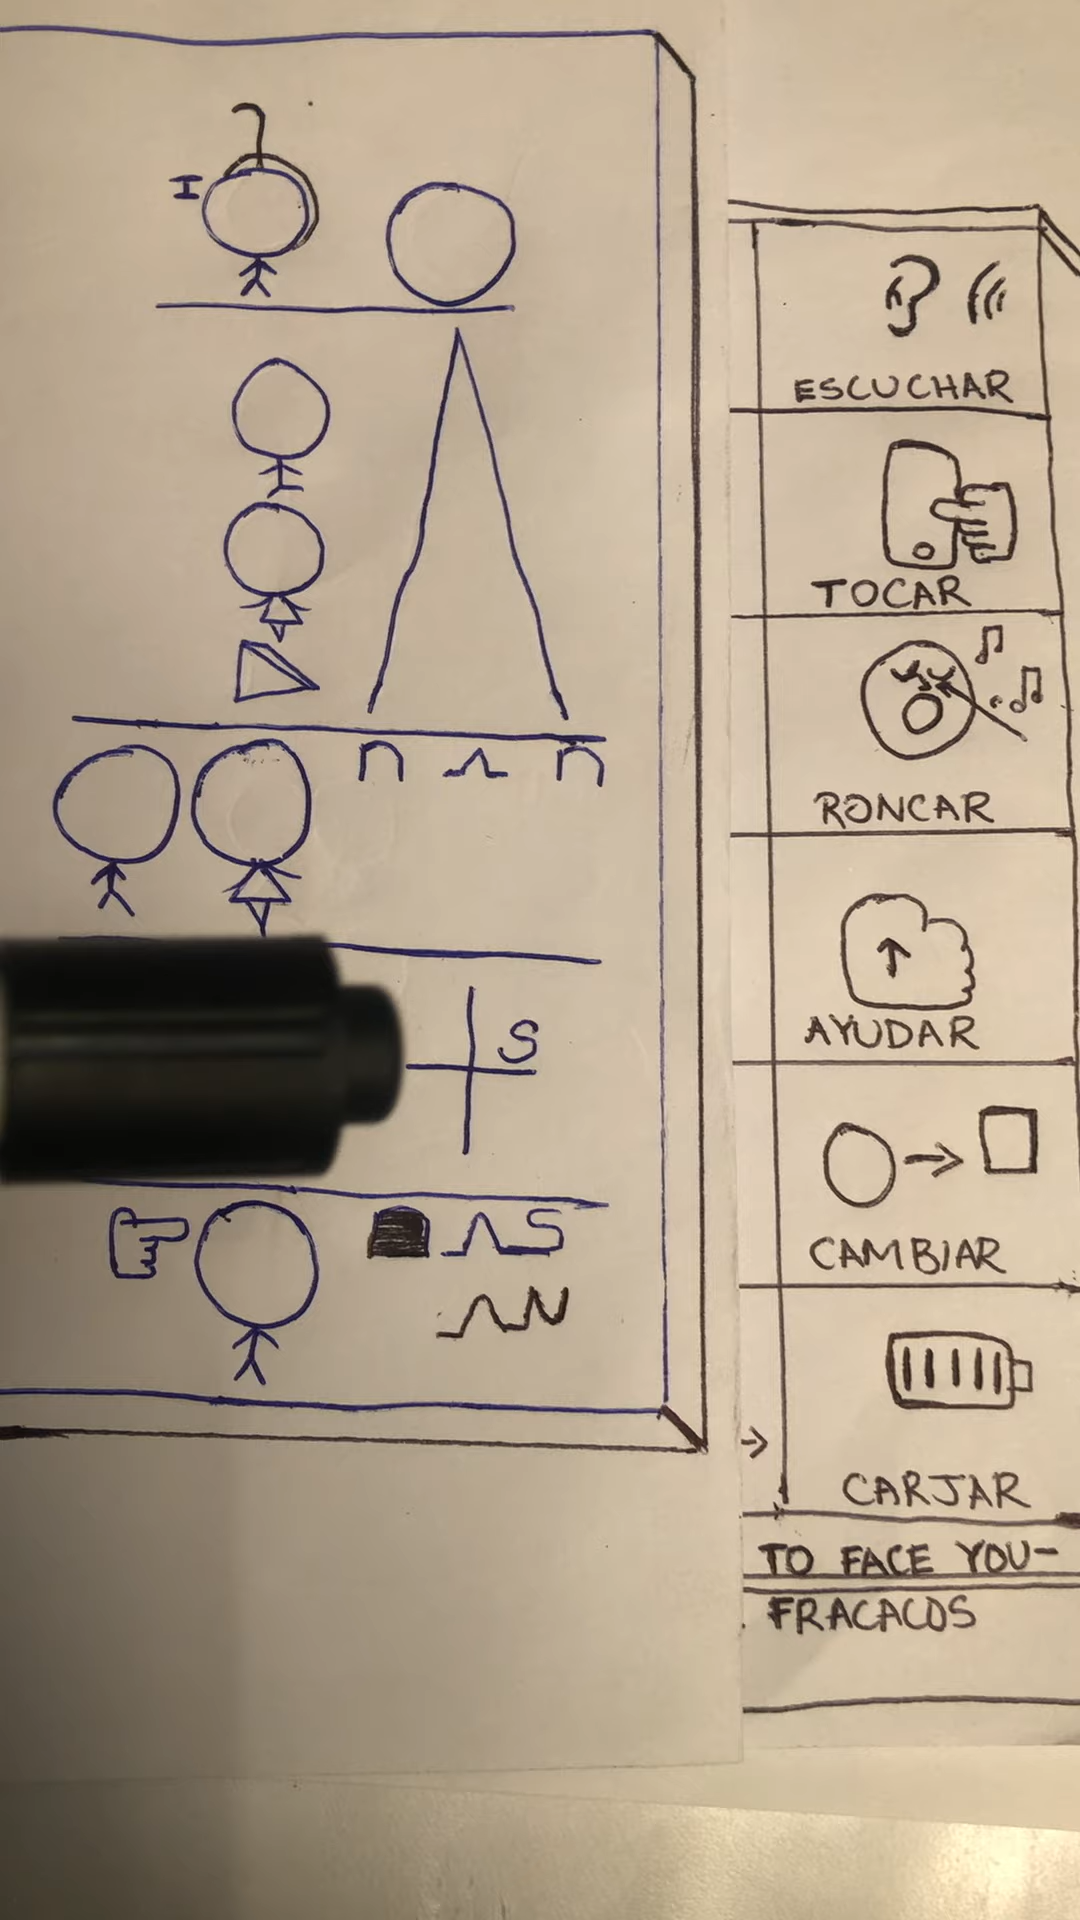 I
S
S
N
ESCUCHAR
TOCAR
RONCAR
AYUDAR
CAMBIAR
CARJAR
TO FACE YOU-
FRACACOS